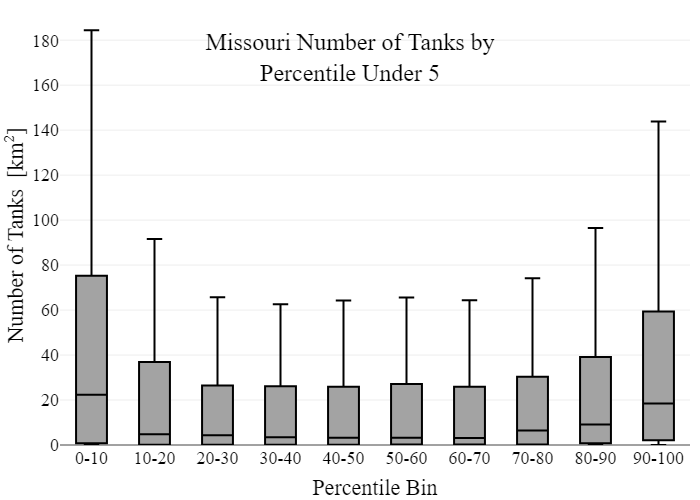 Missouri Number of Tanks by
Percentile Under 5
Number of Tanks [km²]
180
160
140
120
100
80
60
40
20
0
0-10 10-20 20-30 30-40 40-50 50-60 60-70 70-80 80-90 90-100
Percentile Bin